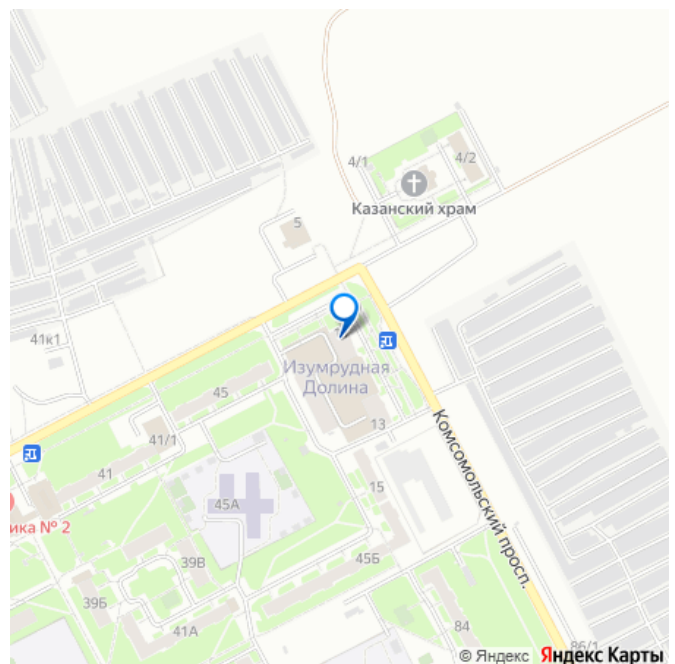 4/1
4/2
Казанский храм
5
41к1
Изумрудная
Долина
45
13
41/1
Комсомольский просп.
41
15
45А
ика № 2
39В
45Б
39Б
84
41А
86/1
© Яндекс Яндекс Карты